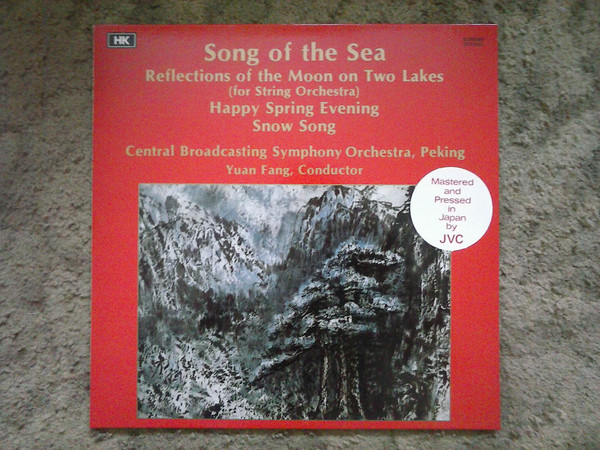 HK
Song of the Sea
Reflections of the Moon on Two Lakes
(for String Orchestra)
Happy Spring Evening
Snow Song
Central Broadcasting Symphony Orchestra, Peking
Yuan Fang, Conductor
Mastered
and
Pressed
in
Japan
by
JVC